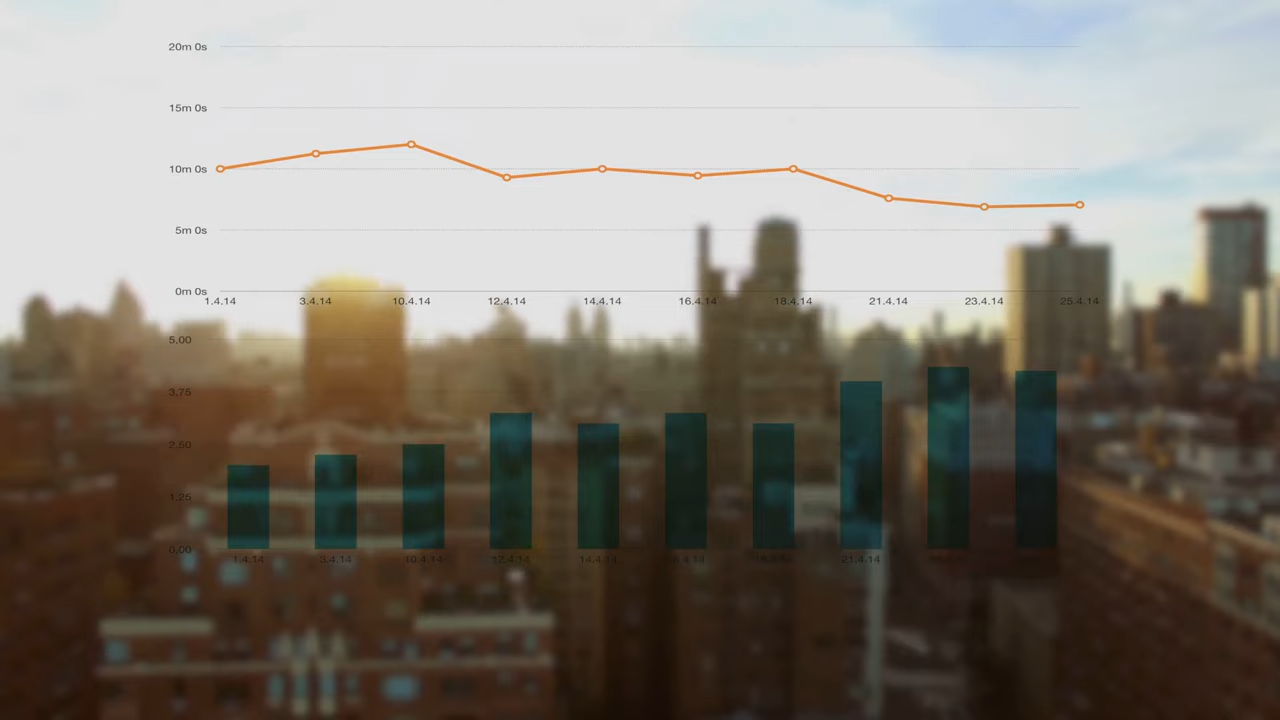 20m 0s
15m 0s
10m 0s
5m 0s
0m 0s
1.4.14 3.4.14 10.4.14 12.4.14 14.4.14 16.4.14 18.4.14 21.4.14 23.4.14 25.4.14
5,00
3,75
2,50
1,25
0,00
1.4.14 3.4.14 10.4.14 12.4.14 14.4.14 16.4.14 18.4.14 21.4.14